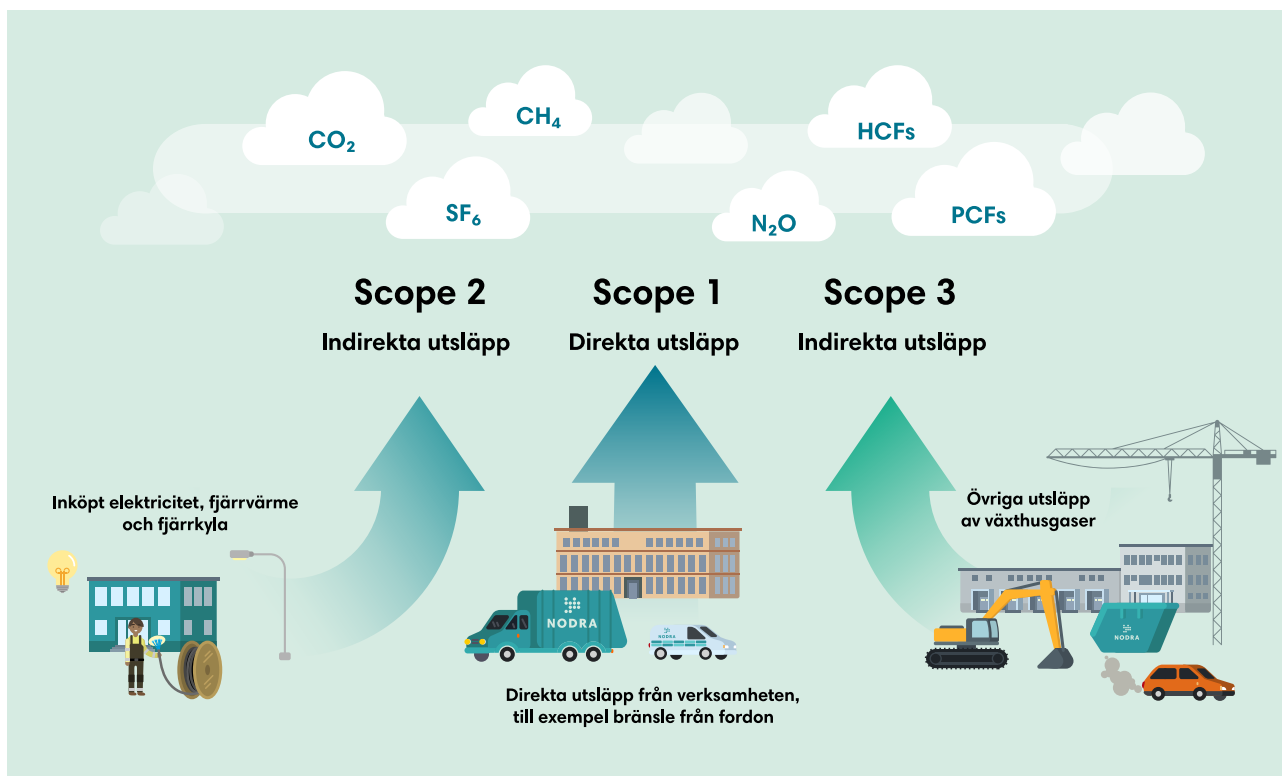 CO₂
CH₄
HCFs
SF₆
N₂O
PCFs
Scope 2
Indirekta utsläpp
Scope 1
Direkta utsläpp
Scope 3
Indirekta utsläpp
Inköpt elektricitet, fjärrvärme
och fjärrkyla
Övriga utsläpp
av växthusgaser
NODRA
NODRA
NODRA
Direkta utsläpp från verksamheten,
till exempel bränsle från fordon